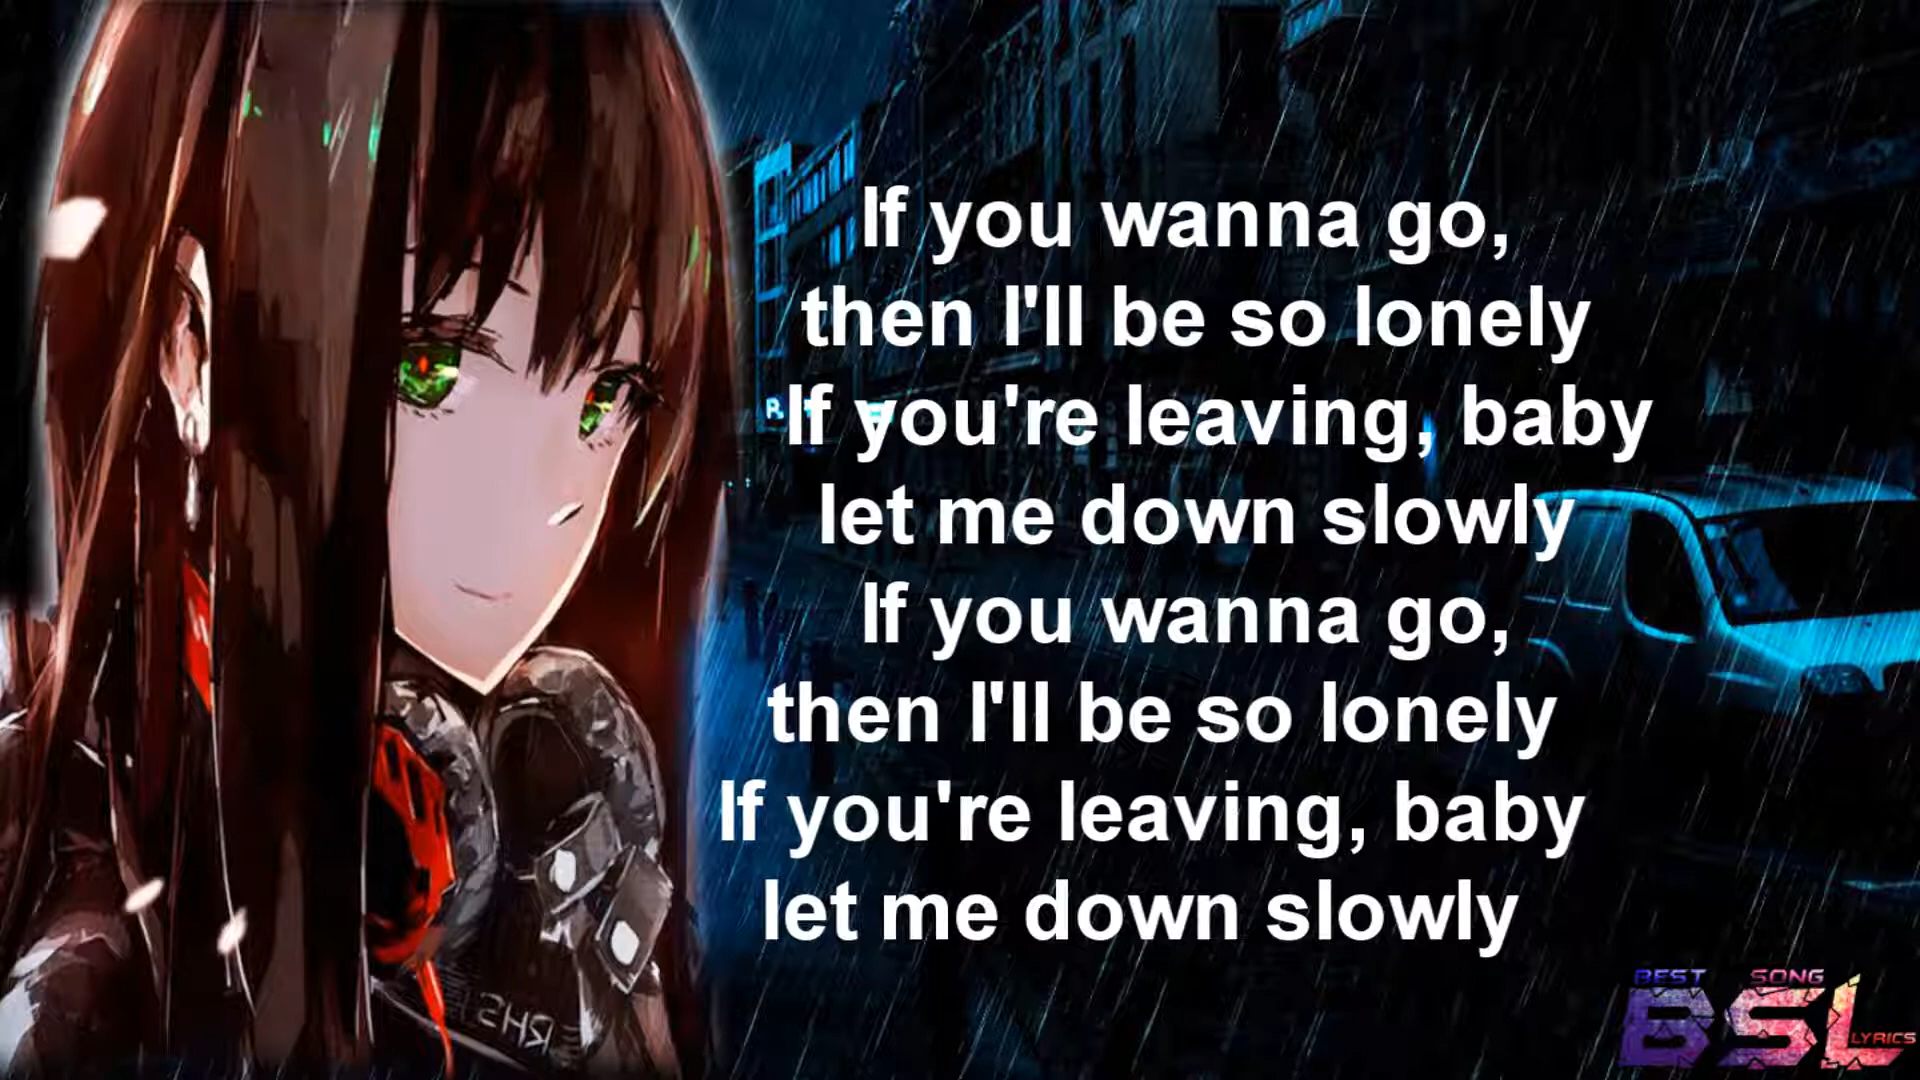 If you wanna go,
then I'll be so lonely
If you're leaving, baby
let me down slowly
If you wanna go,
then I'll be so lonely
If you're leaving, baby
let me down slowly
BEST SONG
BSL
LYRICS